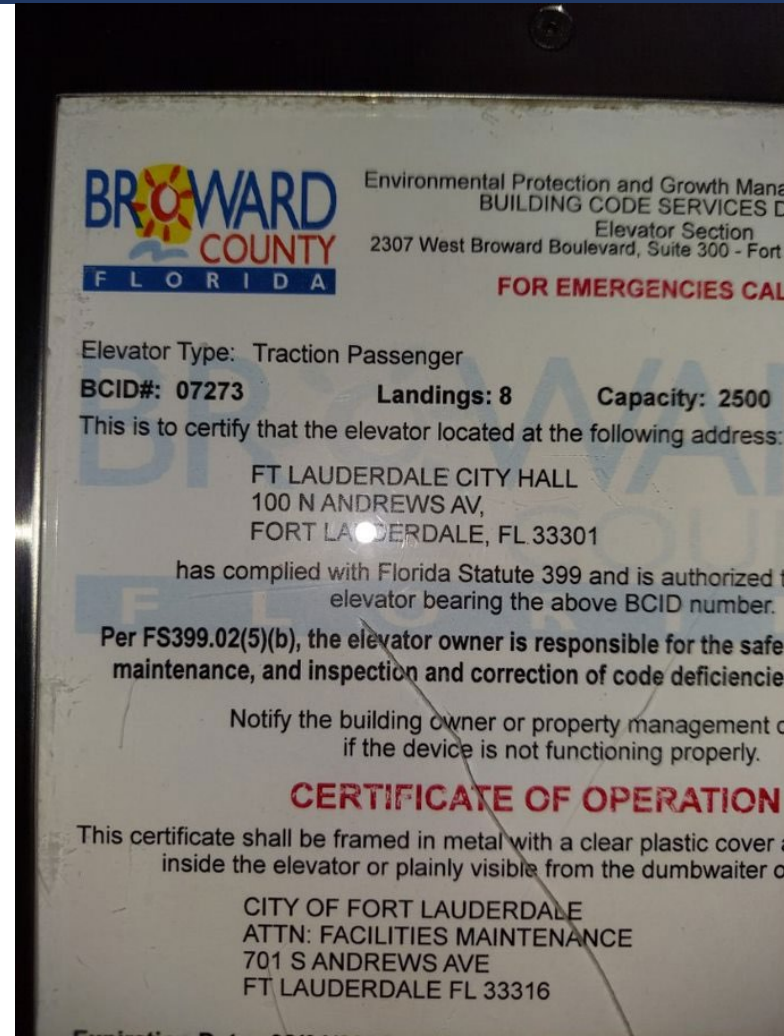 BROWARD
COUNTY
FLORIDA
Environmental Protection and Growth
BUILDING CODE SERVICES
Elevator Section
2307 West Broward Boulevard, Suite 300 - Fort
FOR EMERGENCIES
Elevator Type: Traction Passenger
BCID#: 07273 Landings: 8 Capacity: 2500
This is to certify that the elevator located at the following address:
FT LAUDERDALE CITY HALL
100 N ANDREWS AV,
FORT LAUDERDALE, FL 33301
has complied with Florida Statute 399 and is authorized
elevator bearing the above BCID number.
Per FS399.02(5)(b), the elevator owner is responsible for the
maintenance, and inspection and correction of code
Notify the building owner or property management
if the device is not functioning properly.
CERTIFICATE OF OPERATION
This certificate shall be framed in metal with a clear plastic cover
inside the elevator or plainly visible from the dumbwaiter
CITY OF FORT LAUDERDALE
ATTN: FACILITIES MAINTENANCE
701 S ANDREWS AVE
FT LAUDERDALE FL 33316